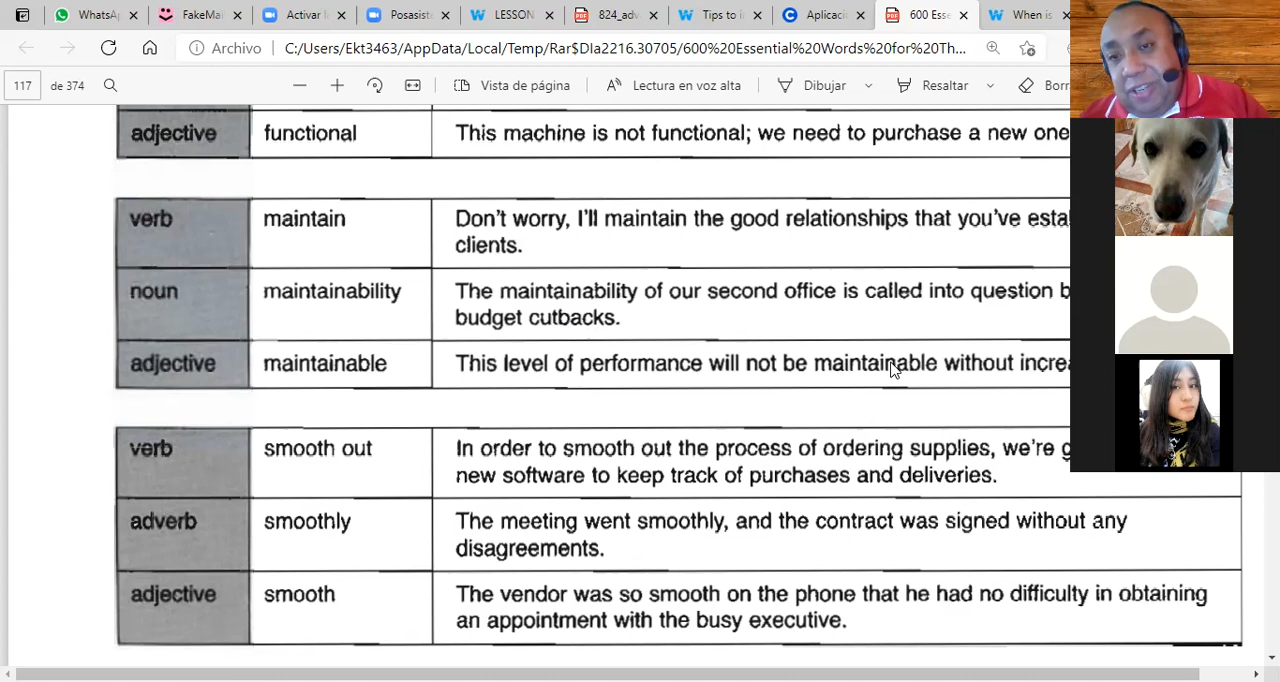 WhatsA
FakeMai
Activar l
Posasist
LESSON
824_adv
Tips to i
Aplicaci
600 Esse
When is
Archivo
C:/Users/Ekt3463/AppData/Local/Temp/Rar$DIa2216.30705/600%20Essential%20Words%20for%20Th...
117 de 374
Vista de página
Lectura en voz alta
Dibujar
Resaltar
Borr
adjective functional This machine is not functional; we need to purchase a new one
verb maintain Don't worry, I'll maintain the good relationships that you've esta
clients.
noun maintainability The maintainability of our second office is called into question b
budget cutbacks.
adjective maintainable This level of performance will not be maintainable without increa
verb smooth out In order to smooth out the process of ordering supplies, we're g
new software to keep track of purchases and deliveries.
adverb smoothly The meeting went smoothly, and the contract was signed without any
disagreements.
adjective smooth The vendor was so smooth on the phone that he had no difficulty in obtaining
an appointment with the busy executive.